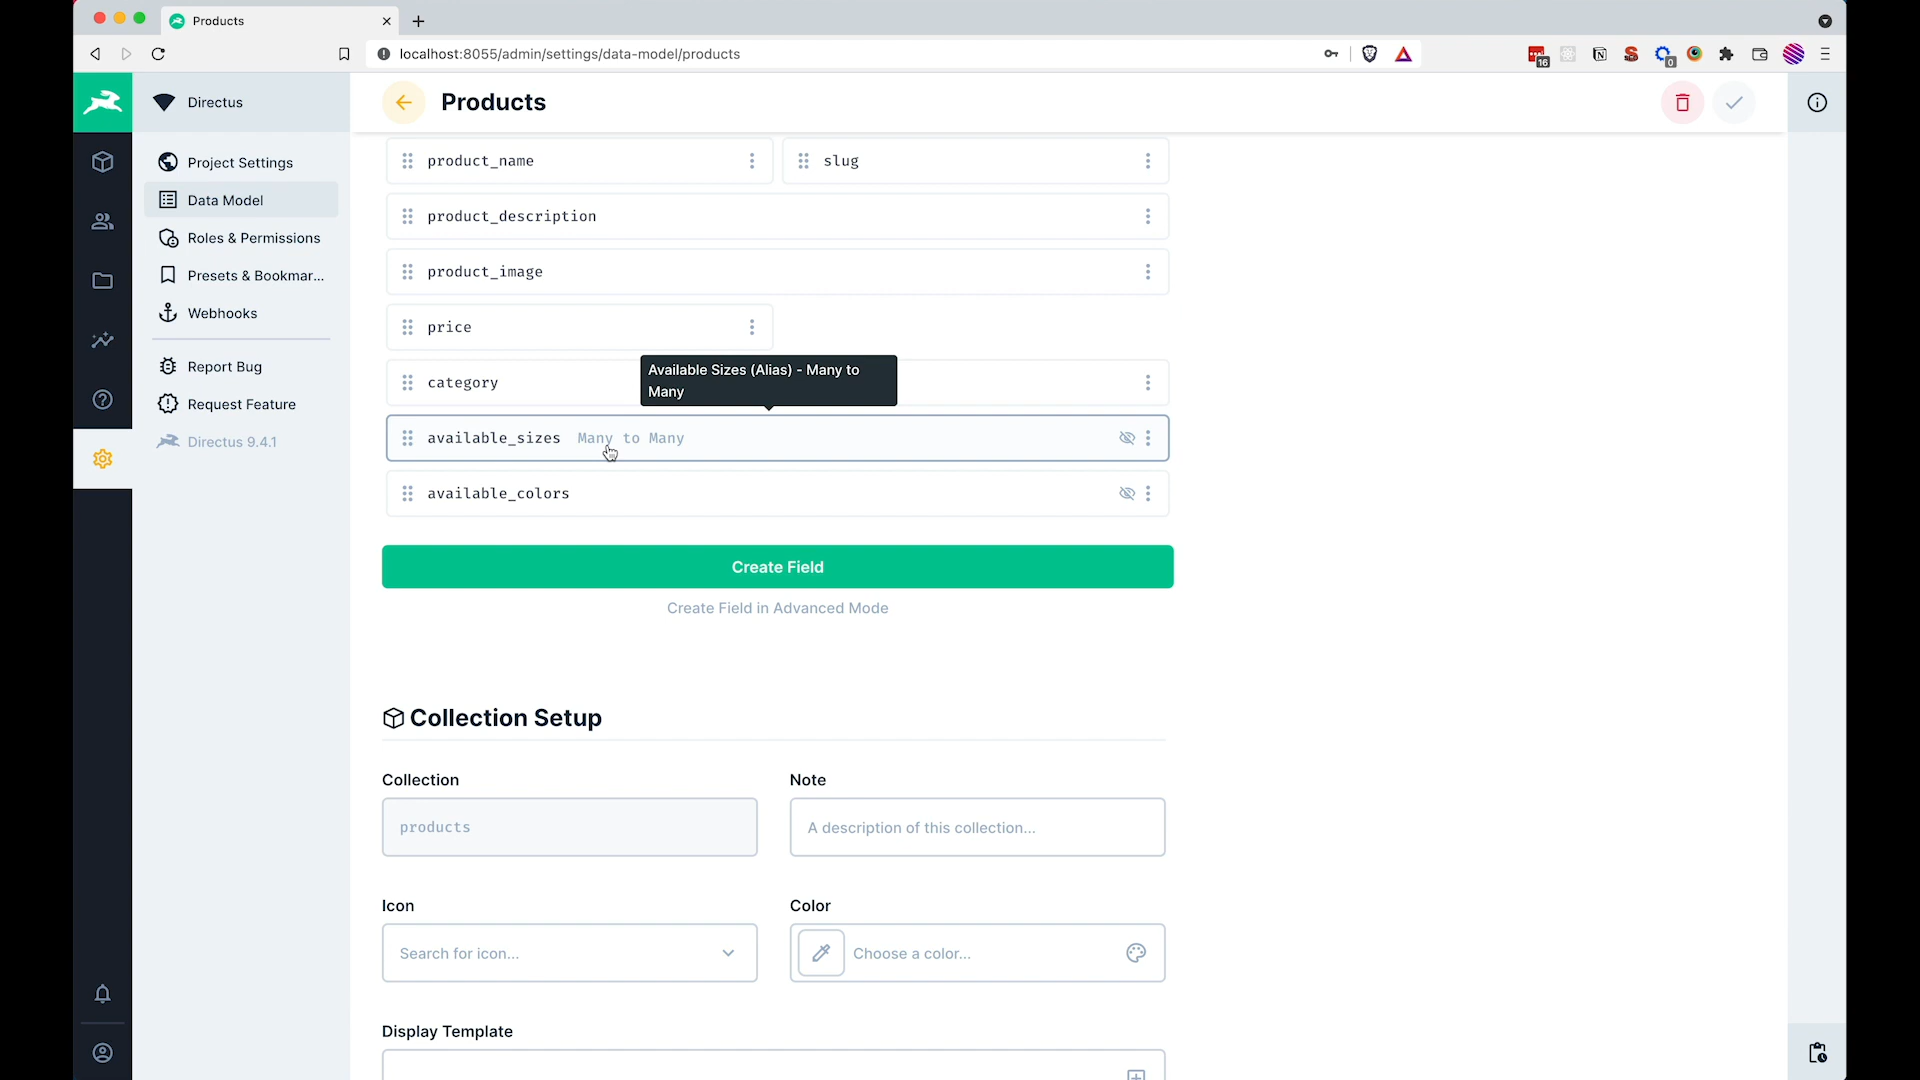 Products
localhost:8055/admin/settings/data-model/products
16
0
Directus
Products
Project Settings
Data Model
Roles & Permissions
Presets & Bookmar...
Webhooks
Report Bug
Request Feature
Directus 9.4.1
product_name
slug
product_description
product_image
price
Available Sizes (Alias) - Many to
Many
category
available_sizes Many to Many
available_colors
Create Field
Create Field in Advanced Mode
Collection Setup
Collection
Note
products
A description of this collection...
Icon
Color
Search for icon...
Choose a color...
Display Template